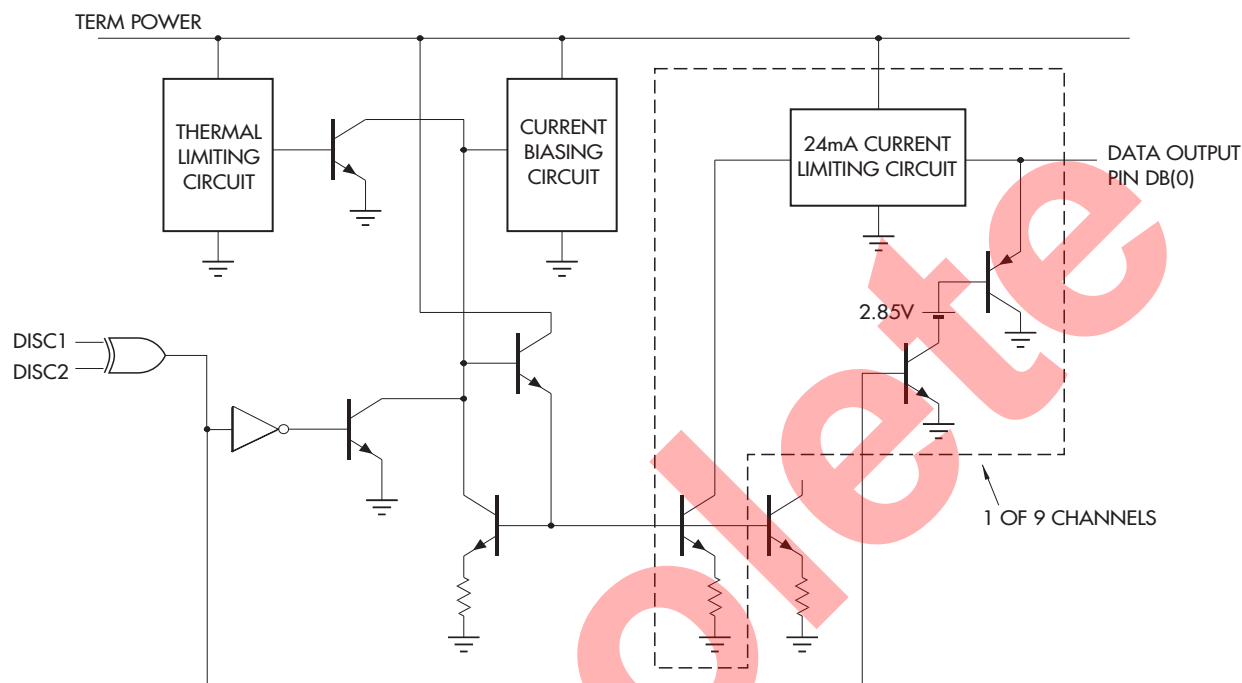 TERM POWER
THERMAL
LIMITING
CIRCUIT
CURRENT
BIASING
CIRCUIT
24mA CURRENT
LIMITING CIRCUIT
DATA OUTPUT
PIN DB(0)
2.85V
DISC1
DISC2
1 OF 9 CHANNELS
olete